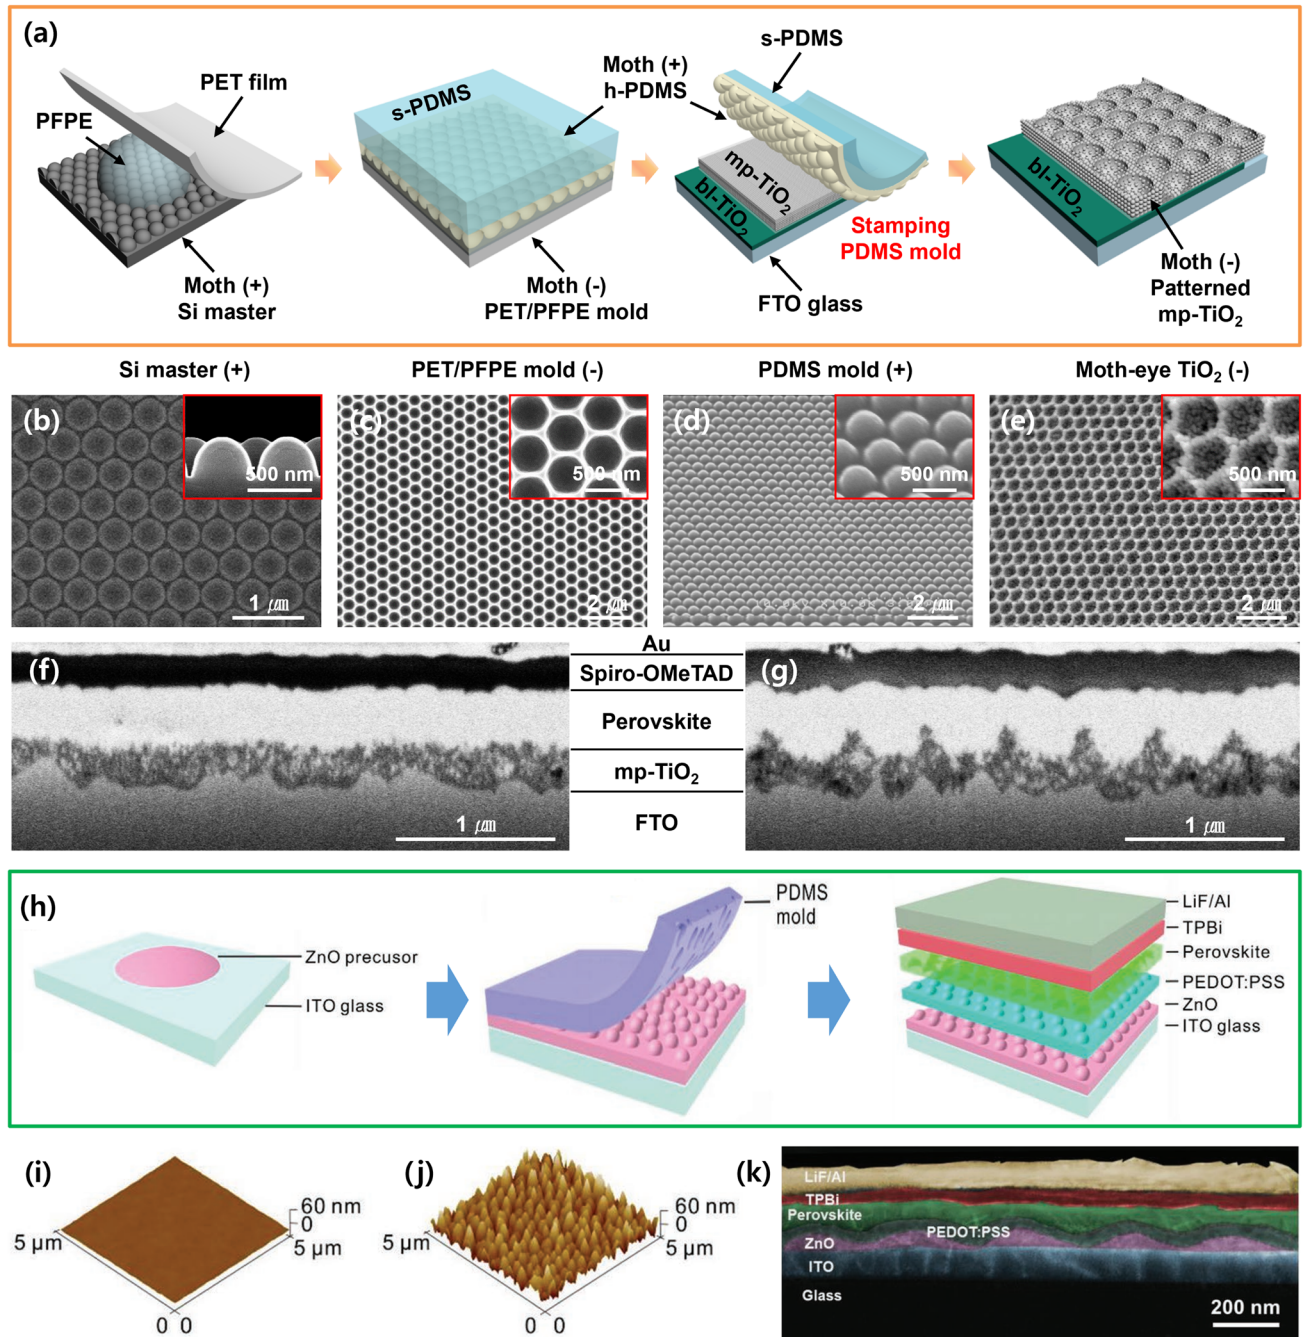 (a)
PET film
PFPE
Moth (+)
Si master
s-PDMS
Moth (+)
h-PDMS
Moth (-)
PET/PFPE mold
s-PDMS
mp-TiO2
bl-TiO2
Stamping
PDMS mold
FTO glass
bl-TiO2
Moth (-)
Patterned
mp-TiO2
Si master (+)
PET/PFPE mold (-)
PDMS mold (+)
Moth-eye TiO2 (-)
(b)
500 nm
1 ㎛
(c)
500 nm
2 ㎛
(d)
500 nm
2 ㎛
(e)
500 nm
2 ㎛
(f)
1 ㎛
Au
Spiro-OMeTAD
Perovskite
mp-TiO2
FTO
(g)
1 ㎛
(h)
ZnO precusor
ITO glass
PDMS
mold
LiF/Al
TPBi
Perovskite
PEDOT:PSS
ZnO
ITO glass
(i)
60 nm
0
5 µm
5 µm
0 0
(j)
60 nm
0
5 µm
5 µm
0 0
(k)
LiF/Al
TPBi
Perovskite
PEDOT:PSS
ZnO
ITO
Glass
200 nm